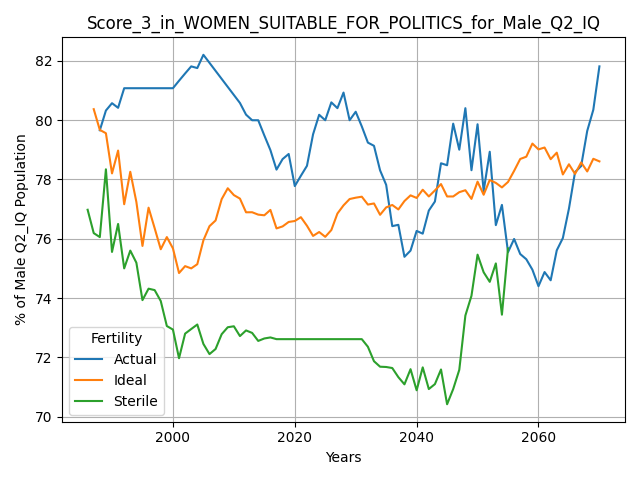 Score_3_in_WOMEN_SUITABLE_FOR_POLITICS_for_Male_Q2_IQ
% of Male Q2_IQ Population
82
80
78
76
74
72
70
Fertility
Actual
Ideal
Sterile
2000 2020 2040 2060
Years